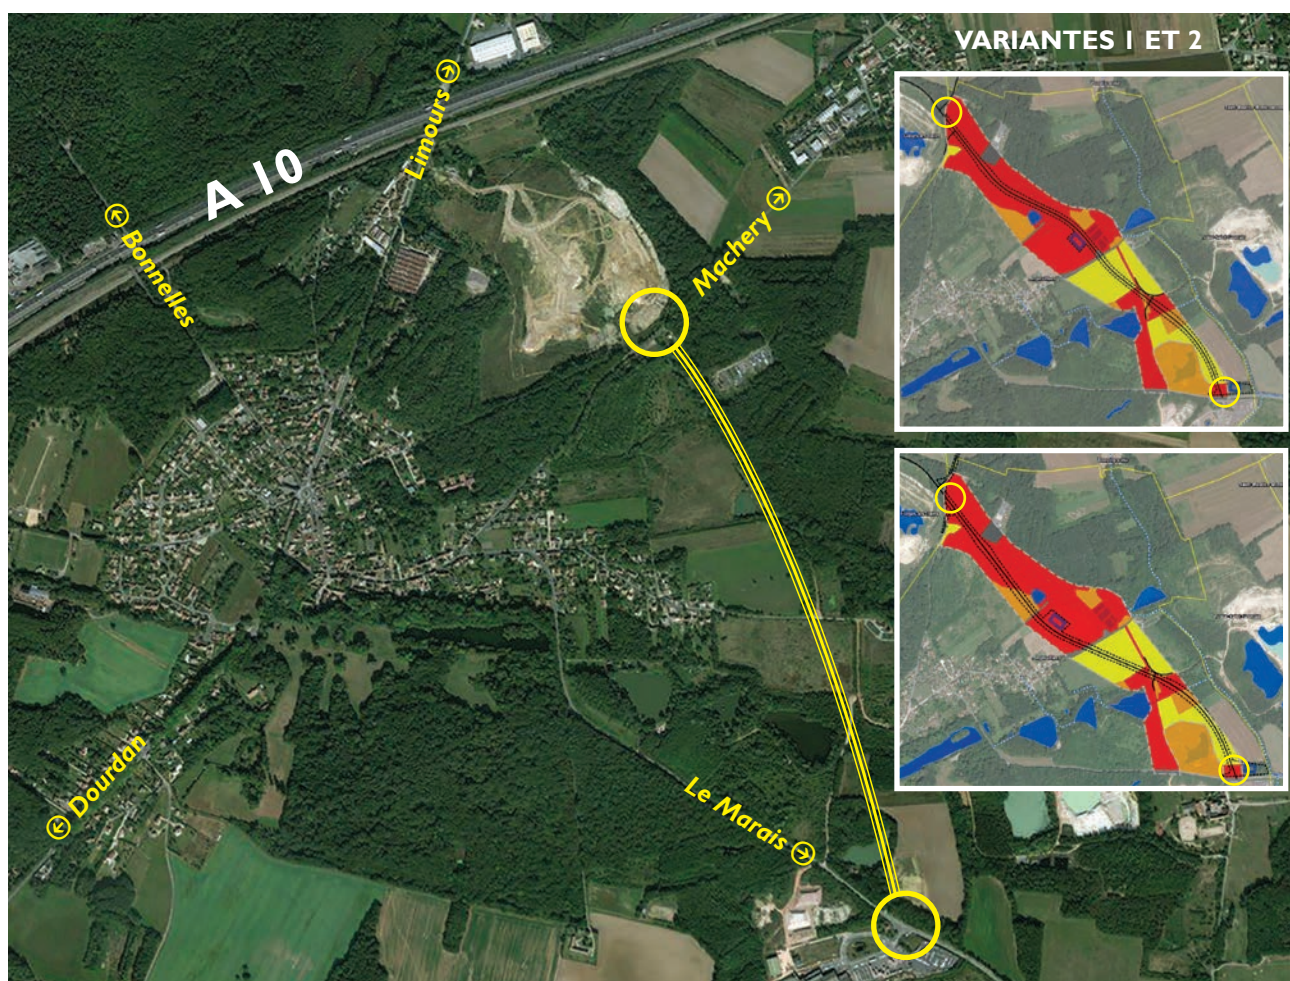 VARIANTES 1 ET 2
Limours
A 10
Bonnelles
Machery
Le Marais
Dourdan